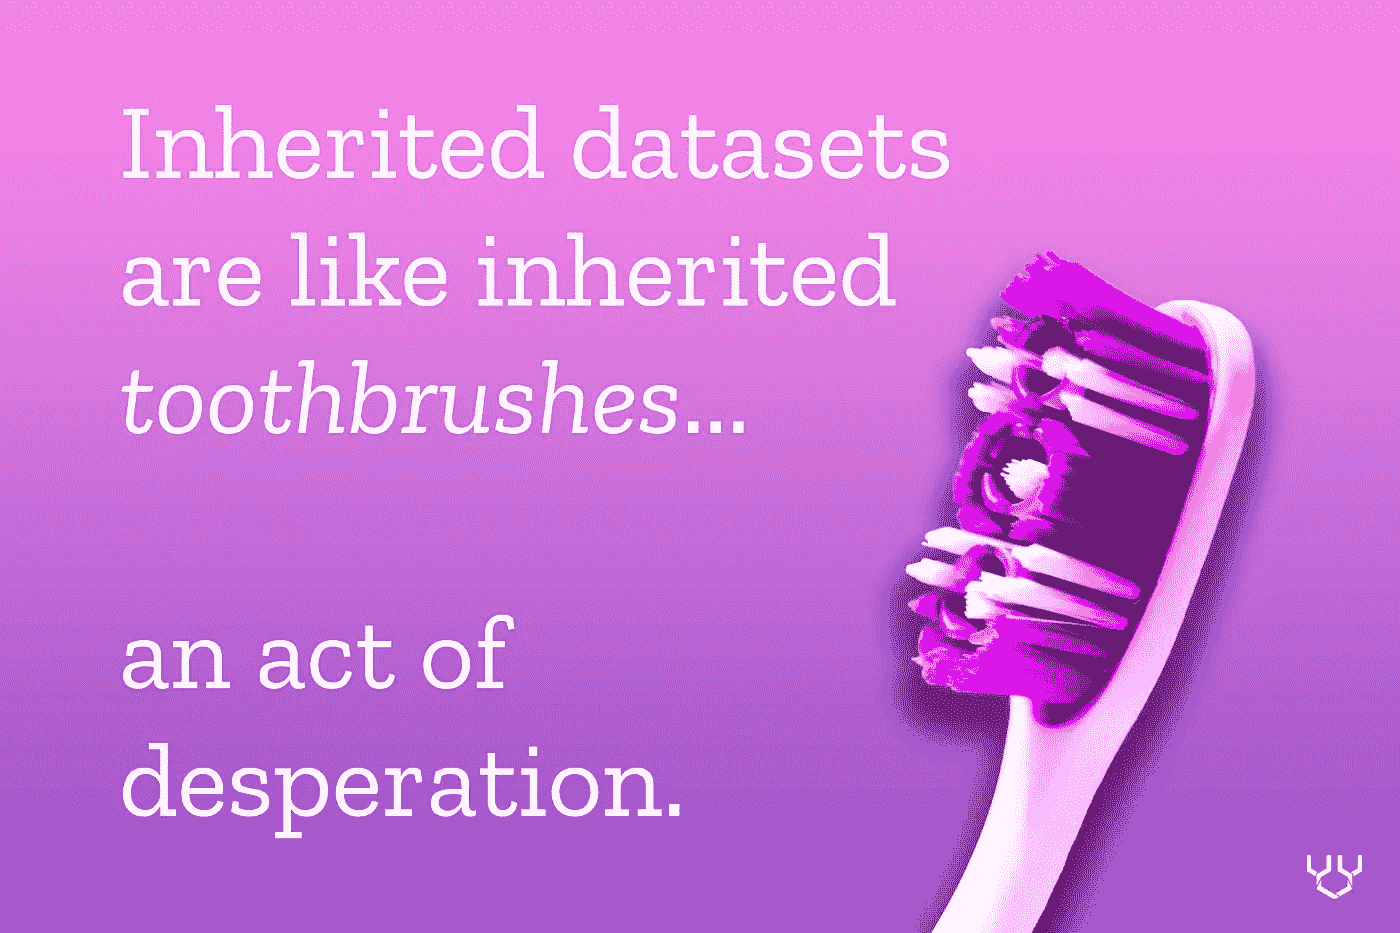 Inherited datasets
are like inherited
toothbrushes...
an act of
desperation.